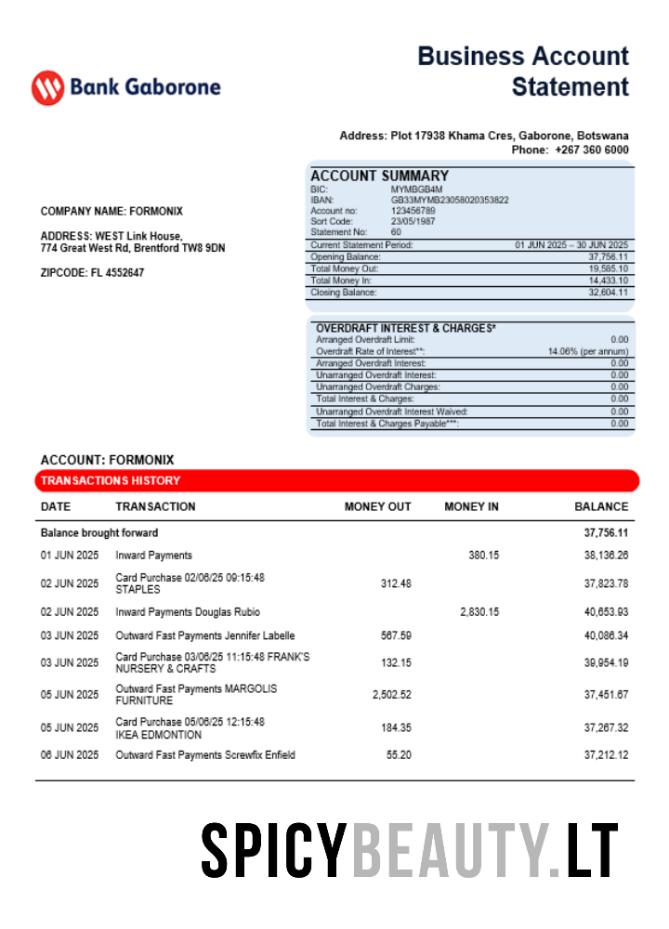 Business Account
Statement
Bank Gaborone
Address: Plot 17938 Khama Cres, Gaborone, Botswana
Phone: +267 360 6000
ACCOUNT SUMMARY
BIC: MYMBGB4M
IBAN: GB33MYMB23058020353822
Account no: 123456789
Sort Code: 23/05/1987
Statement No: 60
Current Statement Period: 01 JUN 2025 – 30 JUN 2025
Opening Balance: 37,756.11
Total Money Out: 19,585.10
Total Money In: 14,433.10
Closing Balance: 32,604.11
COMPANY NAME: FORMONIX
ADDRESS: WEST Link House,
774 Great West Rd, Brentford TW8 9DN
ZIPCODE: FL 4552647
OVERDRAFT INTEREST & CHARGES*
Arranged Overdraft Limit: 0.00
Overdraft Rate of Interest**: 14.06% (per annum)
Arranged Overdraft Interest: 0.00
Unarranged Overdraft Interest: 0.00
Unarranged Overdraft Charges: 0.00
Total Interest & Charges: 0.00
Unarranged Overdraft Interest Waived: 0.00
Total Interest & Charges Payable***: 0.00
ACCOUNT: FORMONIX
TRANSACTIONS HISTORY
DATE TRANSACTION MONEY OUT MONEY IN BALANCE
Balance brought forward 37,756.11
01 JUN 2025 Inward Payments 380.15 38,136.26
02 JUN 2025 Card Purchase 02/06/25 09:15:48 312.48 37,823.78
STAPLES
02 JUN 2025 Inward Payments Douglas Rubio 2,830.15 40,653.93
03 JUN 2025 Outward Fast Payments Jennifer Labelle 567.59 40,086.34
03 JUN 2025 Card Purchase 03/06/25 11:15:48 FRANK'S 132.15 39,954.19
NURSERY & CRAFTS
05 JUN 2025 Outward Fast Payments MARGOLIS 2,502.52 37,451.67
FURNITURE
05 JUN 2025 Card Purchase 05/06/25 12:15:48 184.35 37,267.32
IKEA EDMONTION
06 JUN 2025 Outward Fast Payments Screwfix Enfield 55.20 37,212.12
SPICYBEAUTY.LT